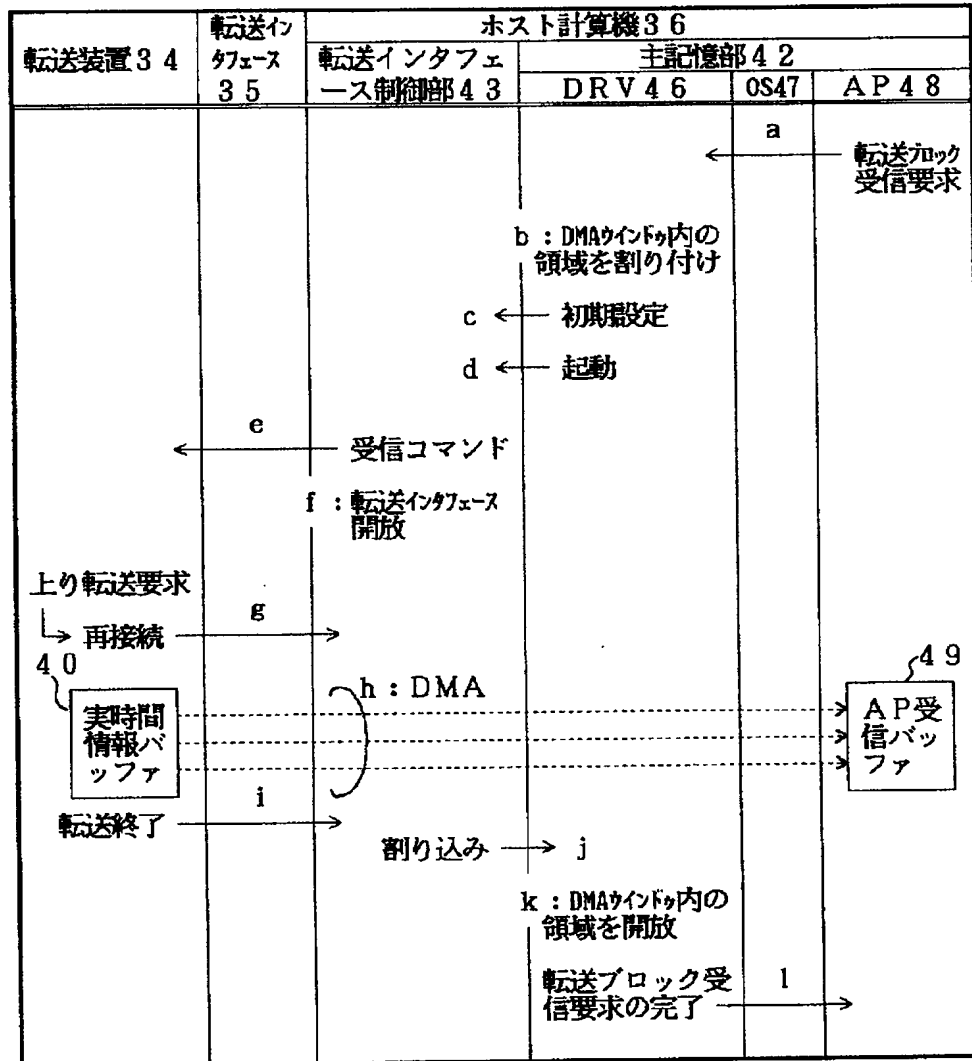 転送装置34
転送イン
タフェース
35
ホスト計算機36
転送インタフェ
ース制御部43
主記憶部42
DRV46
OS47
AP48
a
転送ブロック
受信要求
b:DMAウインドゥ内の
領域を割り付け
c
初期設定
d
起動
e
受信コマンド
f:転送インタフェース
開放
上り転送要求
再接続
g
40
実時間
情報バ
ッファ
h:DMA
49
AP受
信バッ
ファ
転送終了
i
割り込み
j
k:DMAウインドゥ内の
領域を開放
転送ブロック受
信要求の完了
l